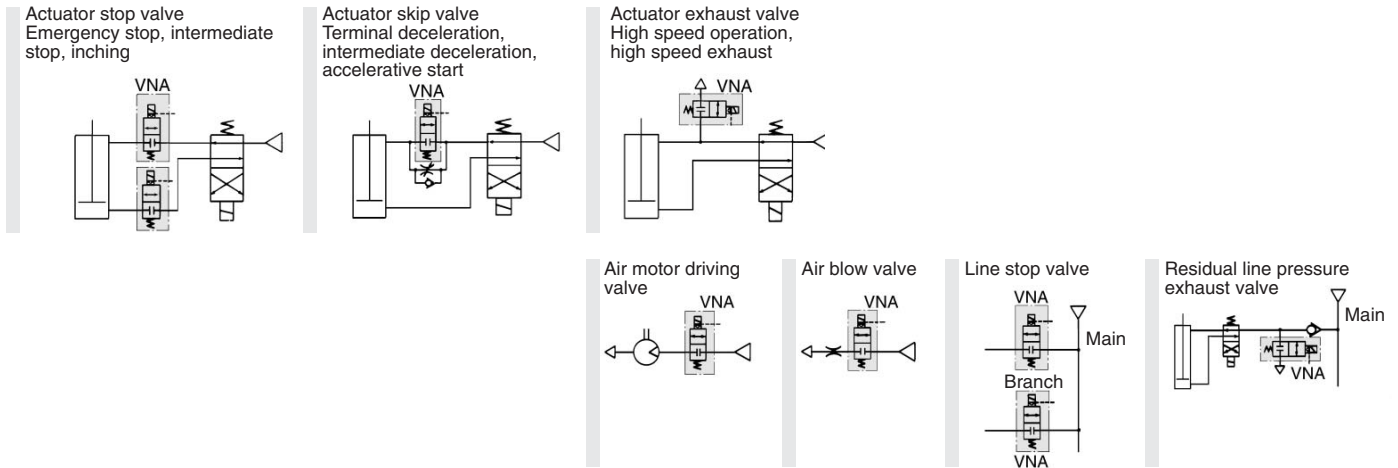 Actuator stop valve
Emergency stop, intermediate
stop, inching
VNA
Actuator skip valve
Terminal deceleration,
intermediate deceleration,
accelerative start
VNA
Actuator exhaust valve
High speed operation,
high speed exhaust
VNA
Air motor driving
valve
VNA
Air blow valve
VNA
Line stop valve
VNA
Main
Branch
VNA
Residual line pressure
exhaust valve
Main
VNA